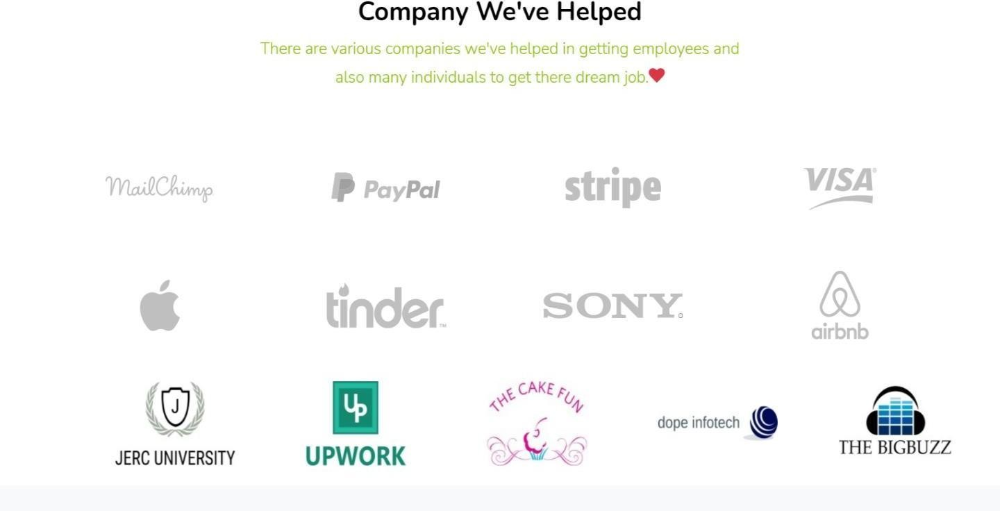 Company We've Helped
There are various companies we've helped in getting employees and
also many individuals to get there dream job.❤
MailChimp
PayPal
stripe
VISA®
tinder™
SONY®
airbnb
J
JERC UNIVERSITY
Up
UPWORK
THE CAKE FUN
dope infotech
THE BIGBUZZ